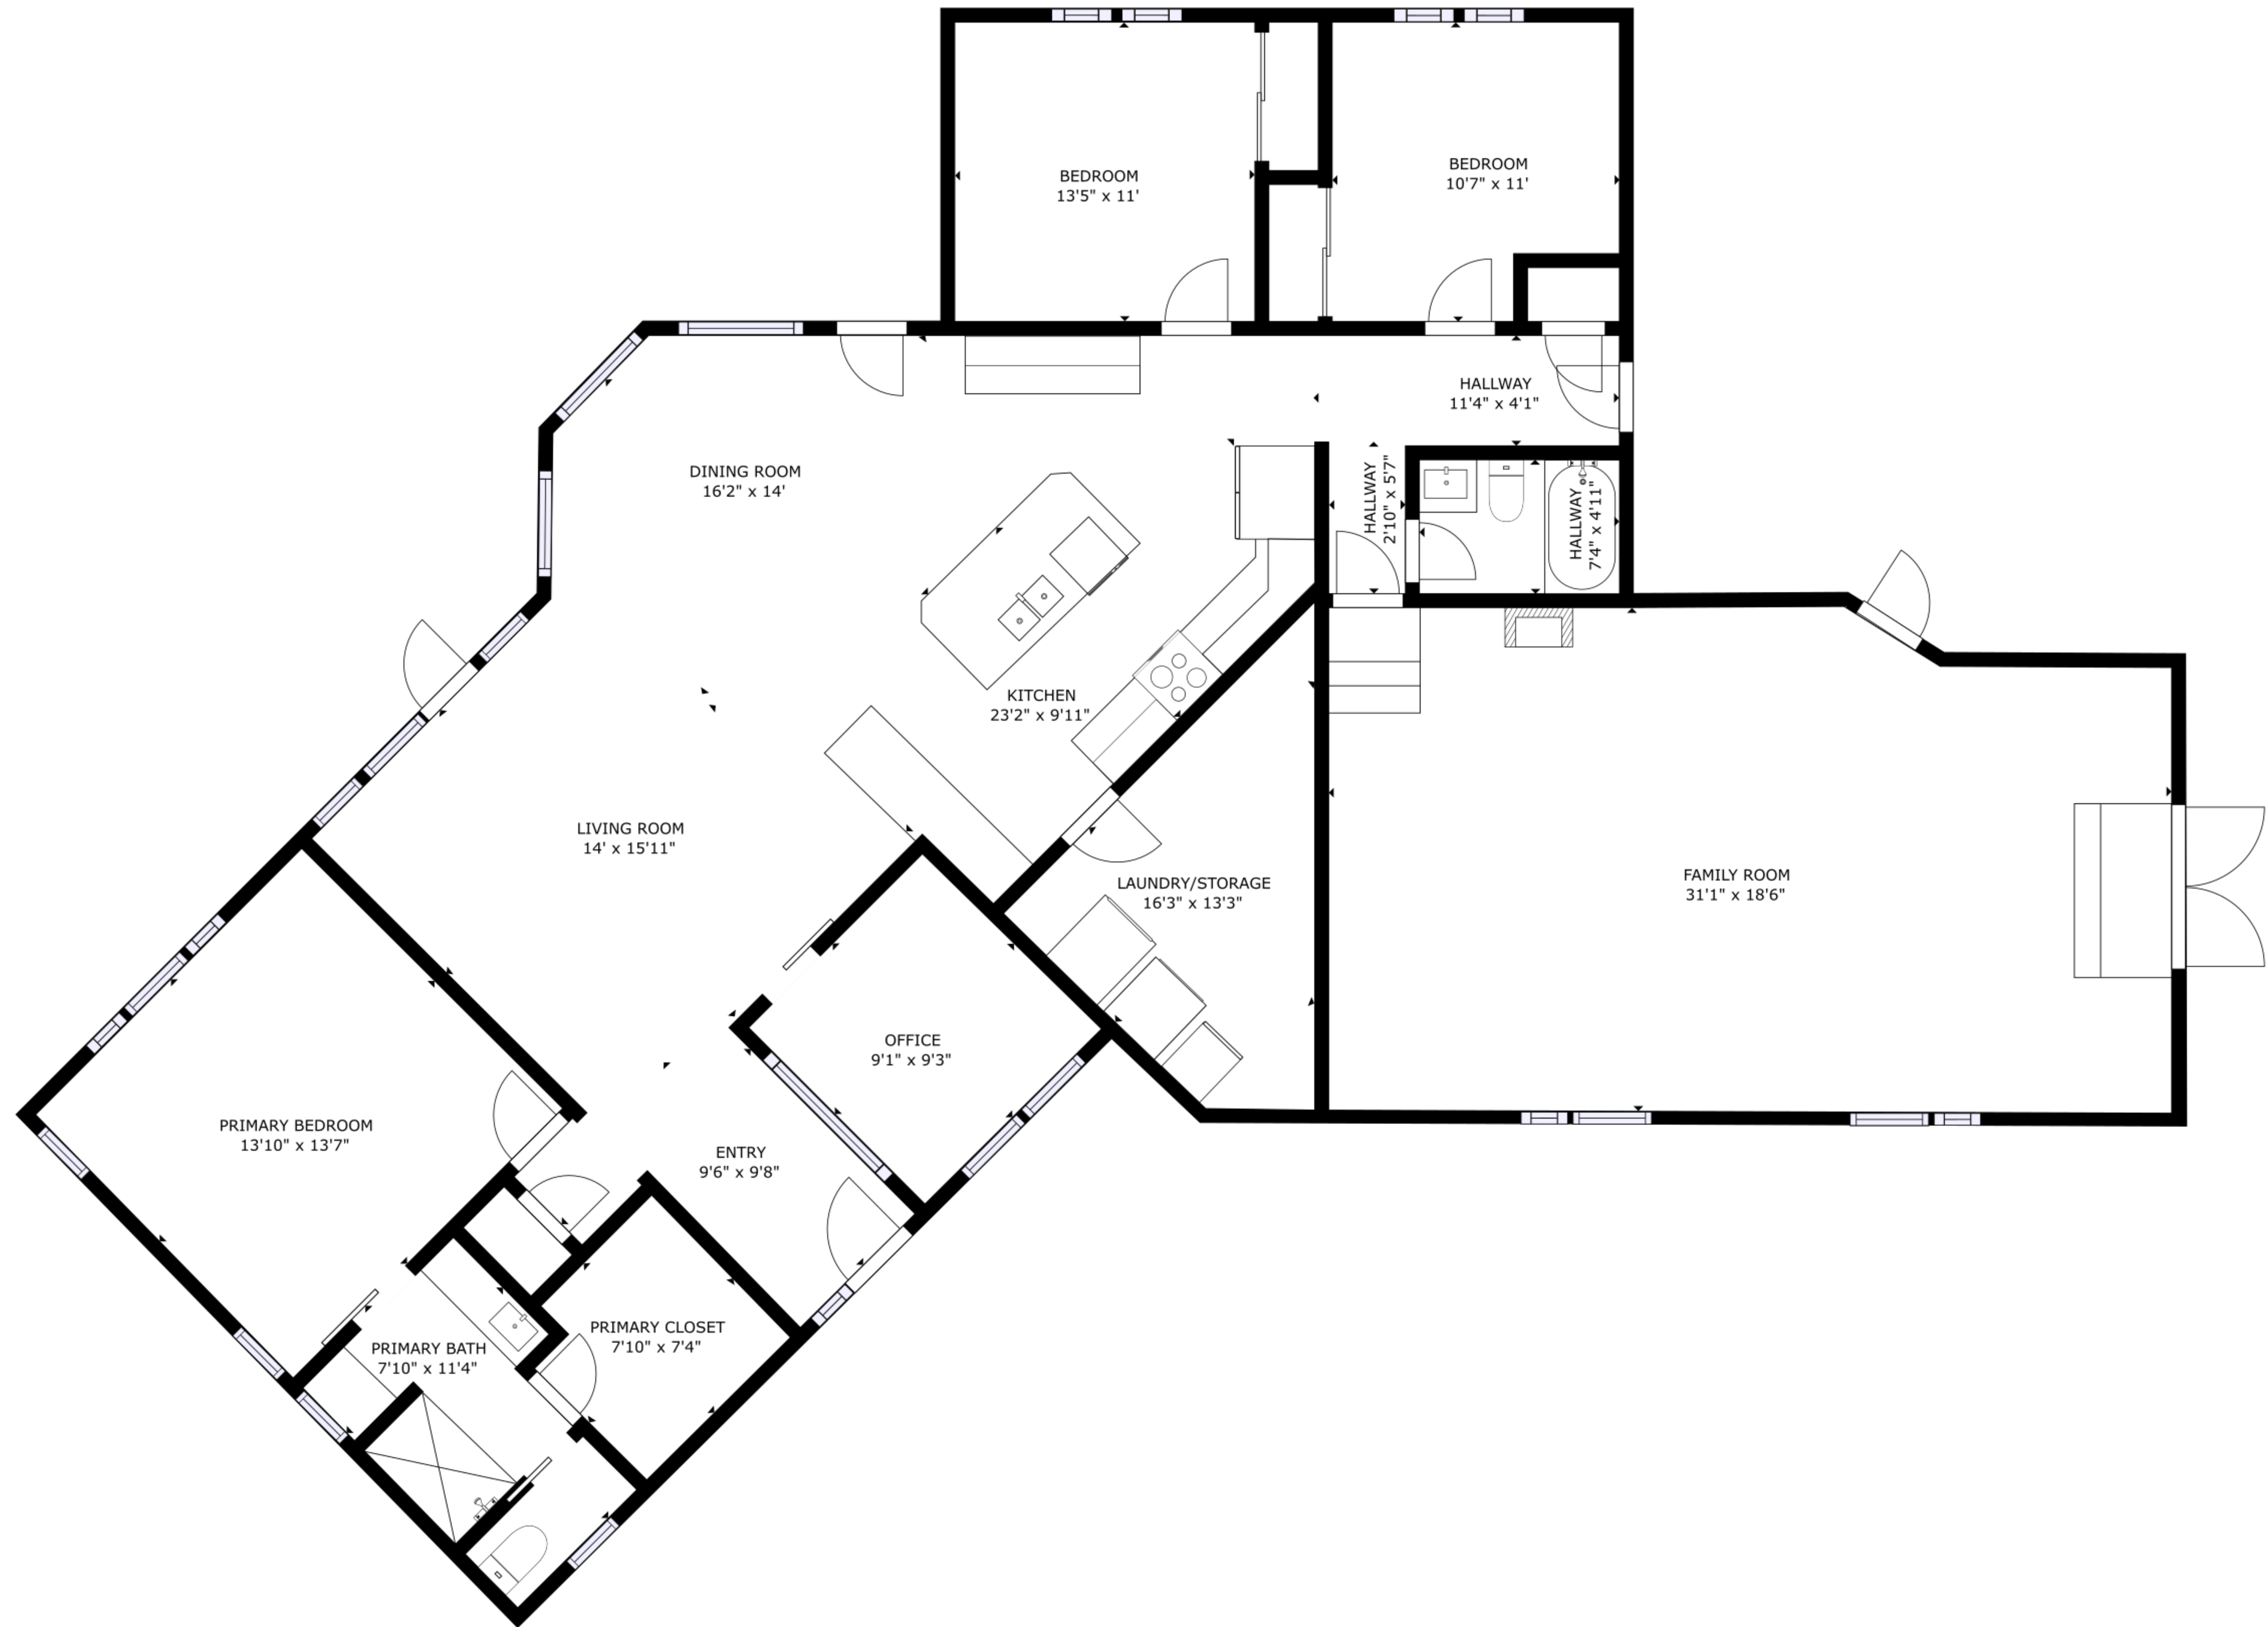 BEDROOM
13'5" x 11'
BEDROOM
10'7" x 11'
HALLWAY
11'4" x 4'1"
DINING ROOM
16'2" x 14'
HALLWAY
2'10" x 5'7"
HALLWAY
7'4" x 4'11"
KITCHEN
23'2" x 9'11"
LIVING ROOM
14' x 15'11"
LAUNDRY/STORAGE
16'3" x 13'3"
FAMILY ROOM
31'1" x 18'6"
OFFICE
9'1" x 9'3"
PRIMARY BEDROOM
13'10" x 13'7"
ENTRY
9'6" x 9'8"
PRIMARY CLOSET
7'10" x 7'4"
PRIMARY BATH
7'10" x 11'4"